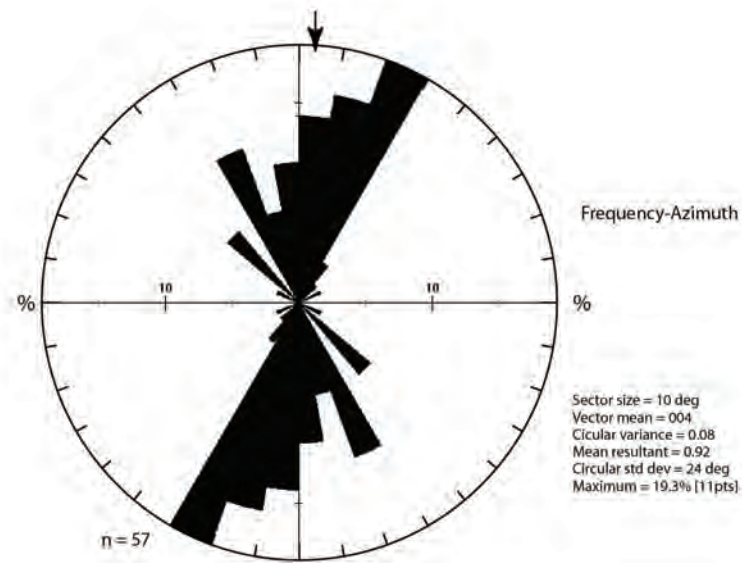 Frequency-Azimuth
% 10 10 %
Sector size = 10 deg
Vector mean = 004
Cicular variance = 0.08
Mean resultant = 0.92
Circular std dev = 24 deg
Maximum = 19.3% [11pts]
n = 57